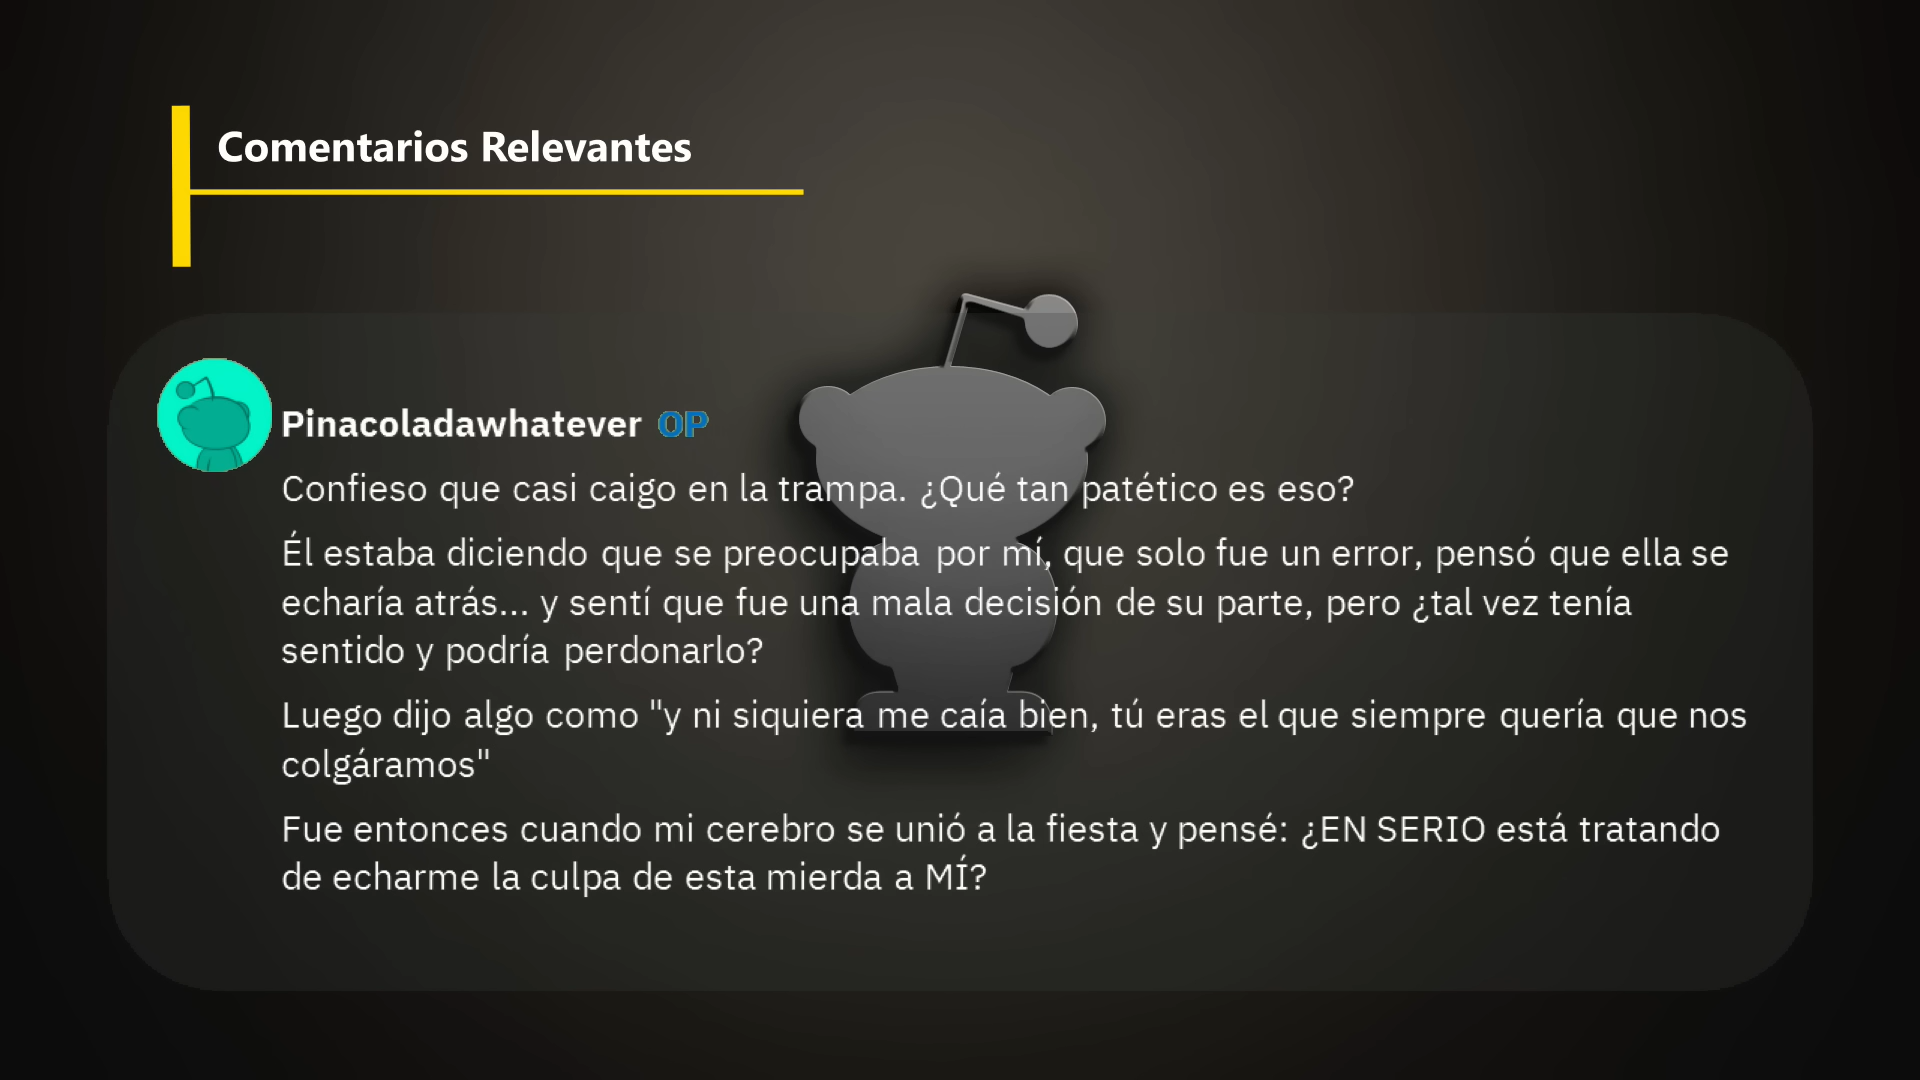 Comentarios Relevantes
Pinacoladawhatever OP
Confieso que casi caigo en la trampa. ¿Qué tan patético es eso?
Él estaba diciendo que se preocupaba por mí, que solo fue un error, pensó que ella se
echaría atrás... y sentí que fue una mala decisión de su parte, pero ¿tal vez tenía
sentido y podría perdonarlo?
Luego dijo algo como "y ni siquiera me caía bien, tú eras el que siempre quería que nos
colgáramos"
Fue entonces cuando mi cerebro se unió a la fiesta y pensé: ¿EN SERIO está tratando
de echarme la culpa de esta mierda a MÍ?